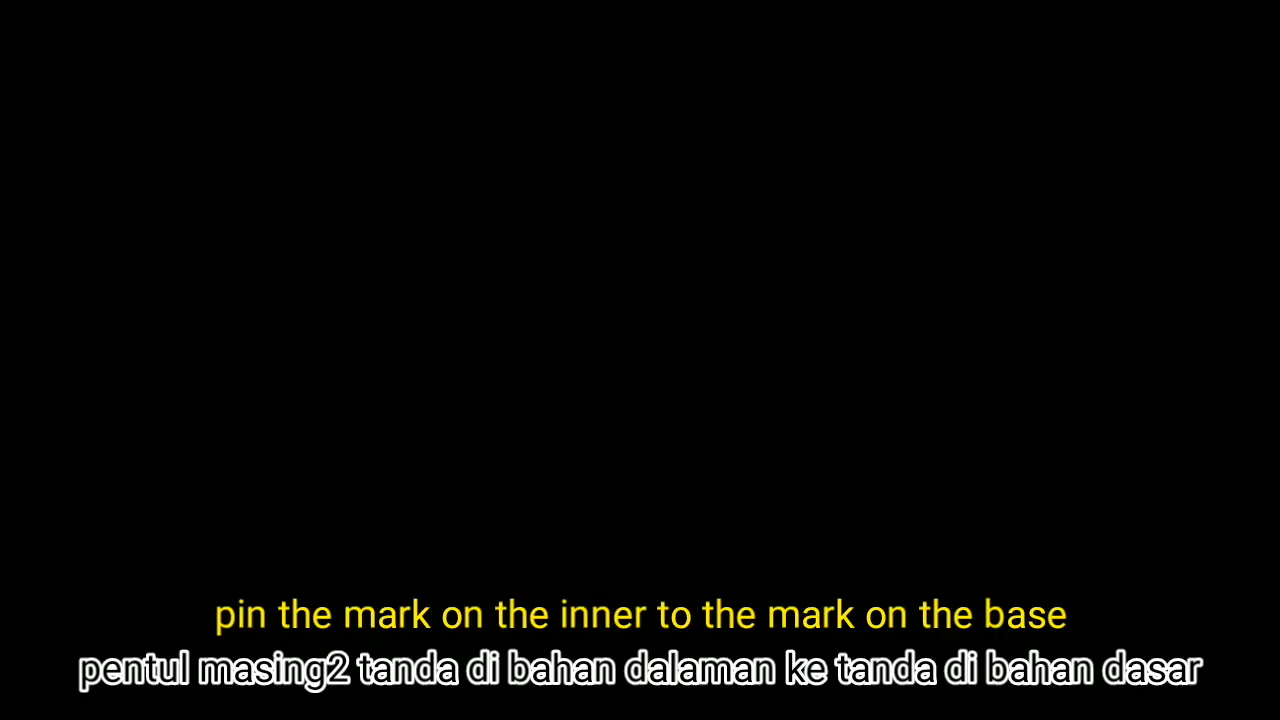 pin the mark on the inner to the mark on the base
pentul masing2 tanda di bahan dalaman ke tanda di bahan dasar